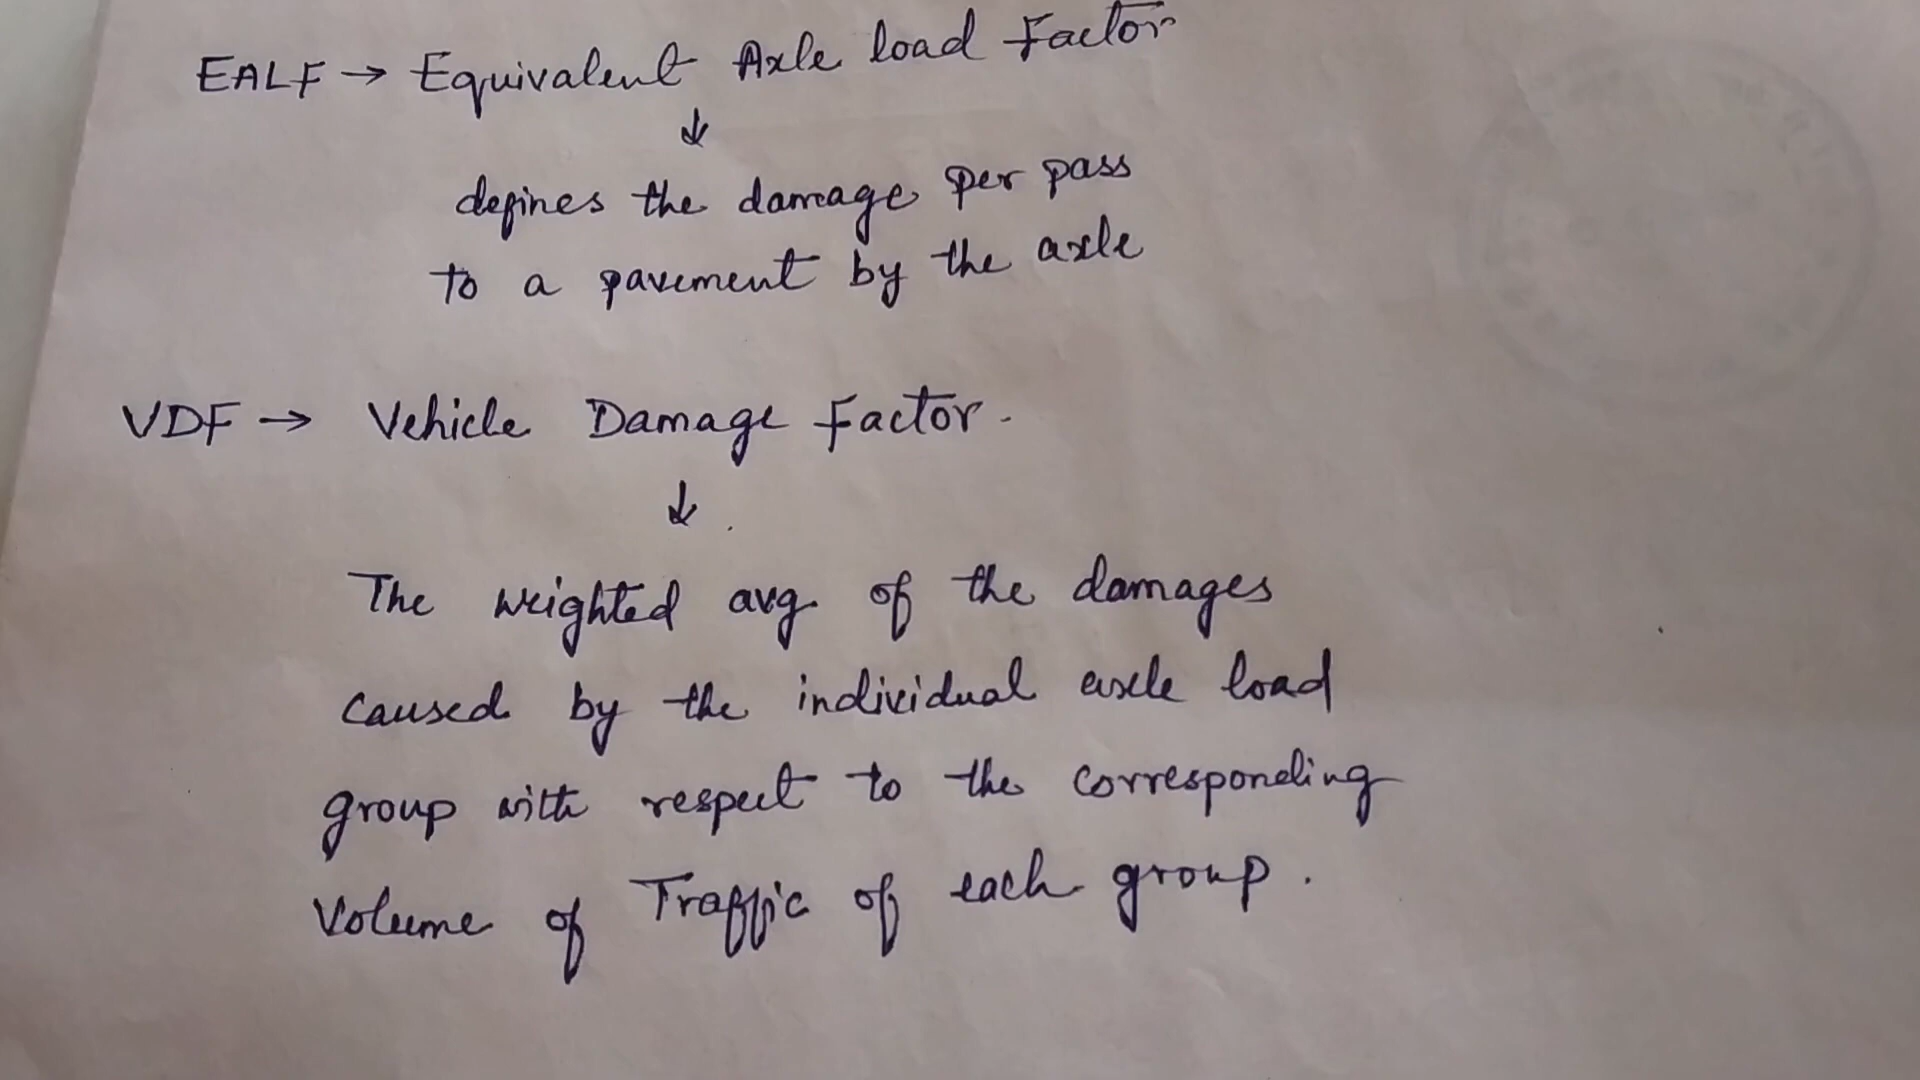 EALF → Equivalent Axle load Factor
↓
defines the damage per pass
to a pavement by the axle
VDF → Vehicle Damage Factor.
↓
The weighted avg. of the damages
caused by the individual axle load
group with respect to the corresponding
Volume of Traffic of each group.